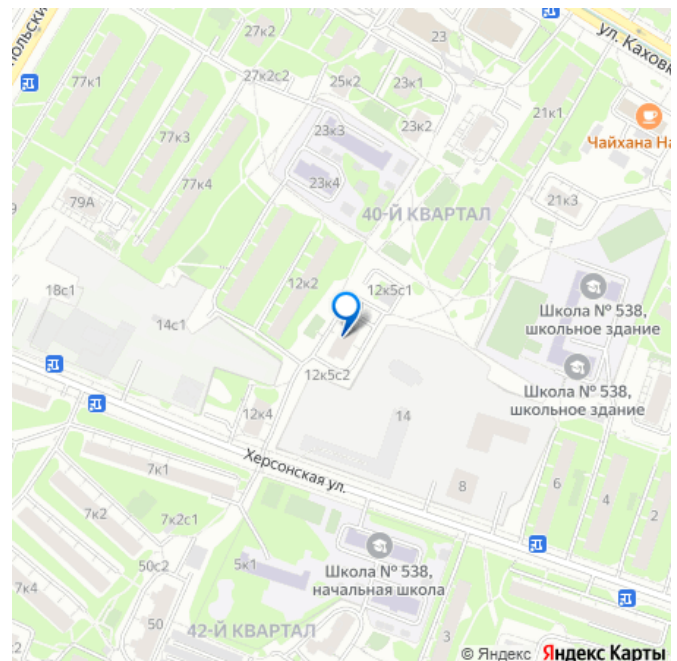 27к2
23
ул. Каховк
польский
77к1
27к2с2
25к2
23к1
21к1
23к3
23к2
Чайхана На
77к3
77к4
23к4
79А
40-Й КВАРТАЛ
21к3
9
18с1
12к2
12к5с1
14с1
Школа № 538,
школьное здание
12к5с2
Школа № 538,
школьное здание
12к4
14
7к1
Херсонская ул.
8
6
4
2
7к2
7к2с1
50с2
5к1
Школа № 538,
начальная школа
7к4
50
42-Й КВАРТАЛ
3
© Яндекс Яндекс Карты